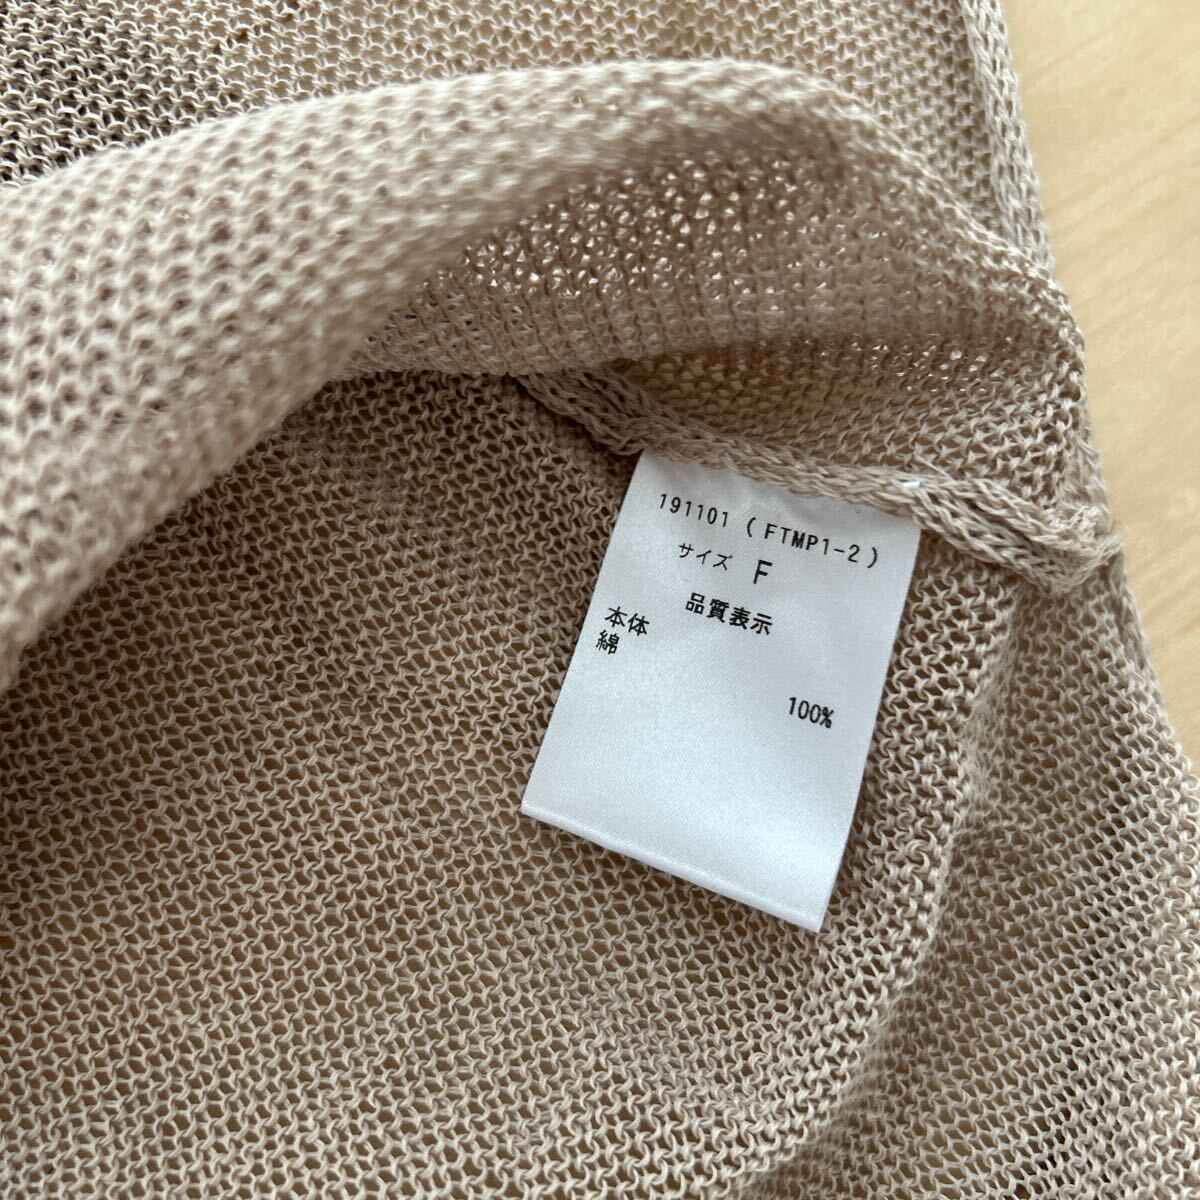 191101 (FTMP1-2)
サイズ F
品質表示
本体
綿
100%